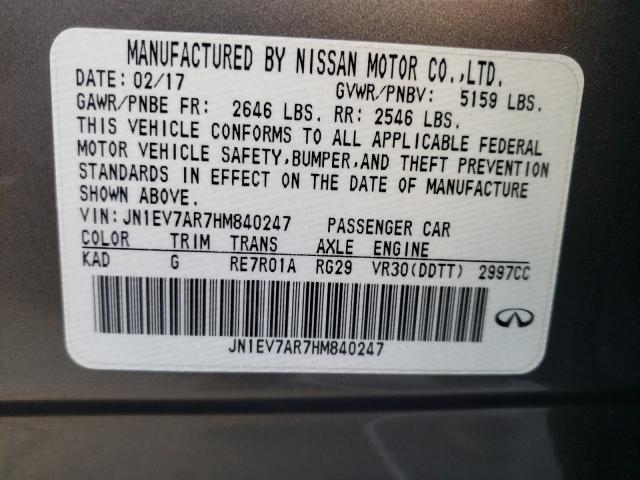 MANUFACTURED BY NISSAN MOTOR CO.,LTD.
DATE: 02/17 GVWR/PNBV: 5159 LBS.
GAWR/PNBE FR: 2646 LBS. RR: 2546 LBS.
THIS VEHICLE CONFORMS TO ALL APPLICABLE FEDERAL
MOTOR VEHICLE SAFETY,BUMPER,AND THEFT PREVENTION
STANDARDS IN EFFECT ON THE DATE OF MANUFACTURE
SHOWN ABOVE.
VIN: JN1EV7AR7HM840247 PASSENGER CAR
COLOR TRIM TRANS AXLE ENGINE
KAD G RE7R01A RG29 VR30(DDTT) 2997CC
JN1EV7AR7HM840247